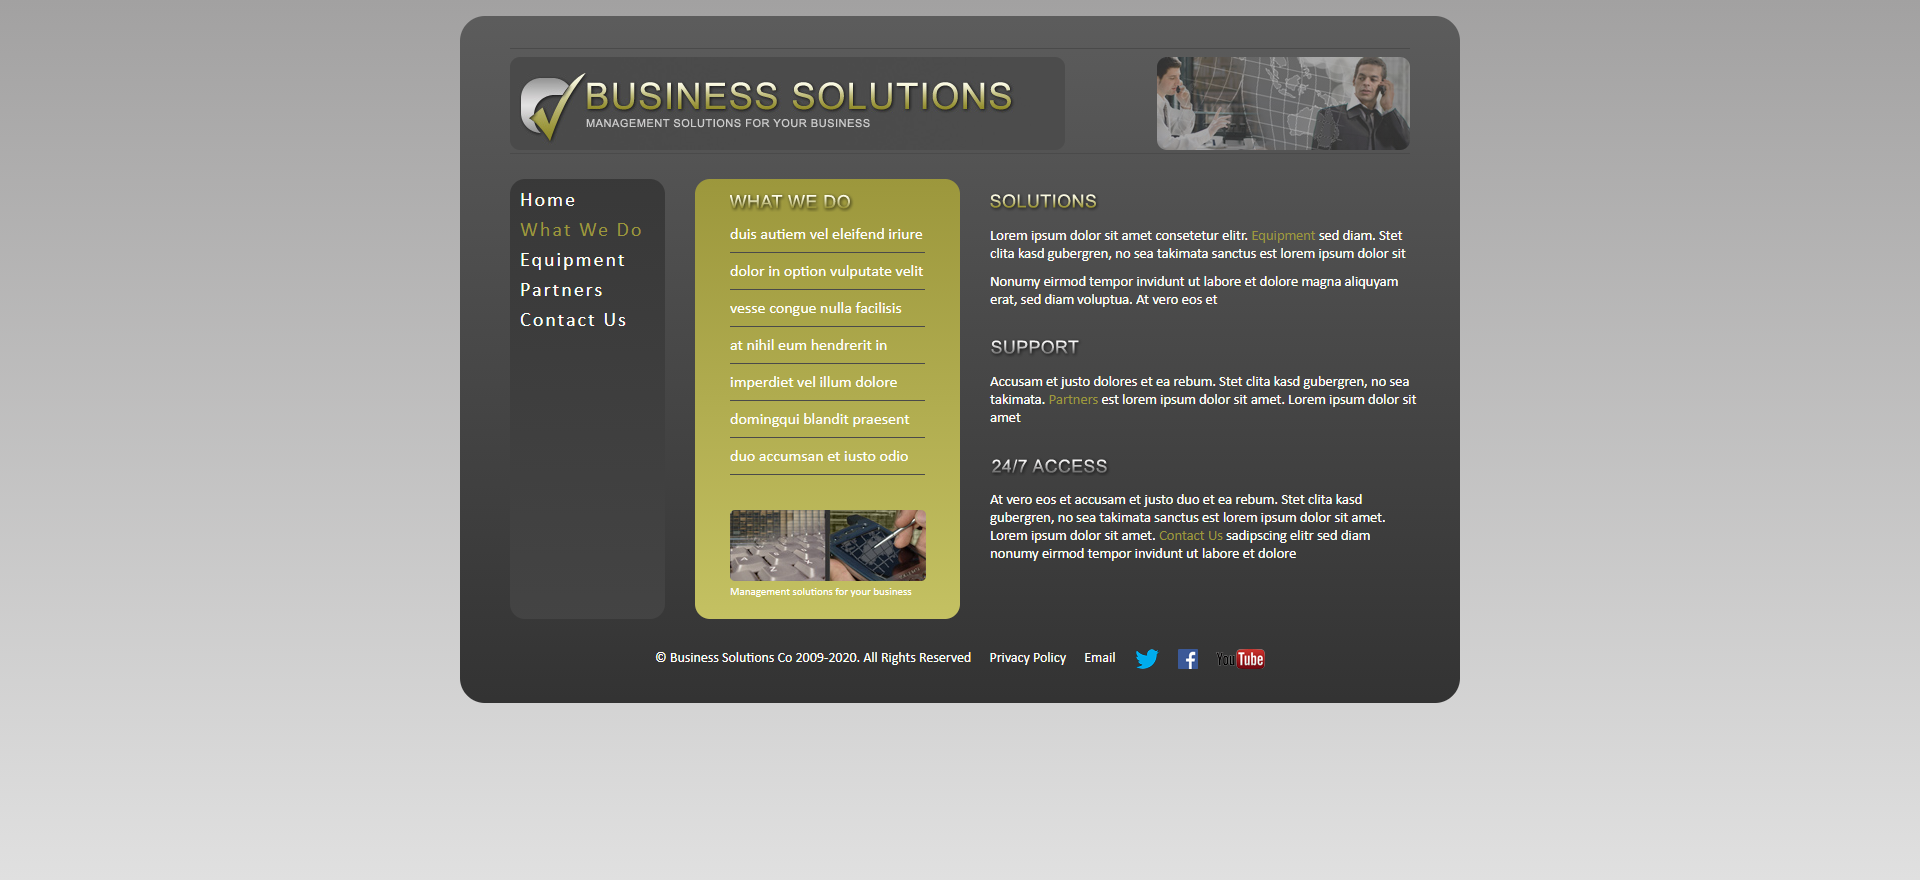 BUSINESS SOLUTIONS
MANAGEMENT SOLUTIONS FOR YOUR BUSINESS
Home
What We Do
Equipment
Partners
Contact Us
WHAT WE DO
duis autiem vel eleifend iriure
dolor in option vulputate velit
vesse congue nulla facilisis
at nihil eum hendrerit in
imperdiet vel illum dolore
domingqui blandit praesent
duo accumsan et iusto odio
Management solutions for your business
SOLUTIONS
Lorem ipsum dolor sit amet consetetur elitr. Equipment sed diam. Stet
clita kasd gubergren, no sea takimata sanctus est lorem ipsum dolor sit
Nonumy eirmod tempor invidunt ut labore et dolore magna aliquyam
erat, sed diam voluptua. At vero eos et
SUPPORT
Accusam et justo dolores et ea rebum. Stet clita kasd gubergren, no sea
takimata. Partners est lorem ipsum dolor sit amet. Lorem ipsum dolor sit
amet
24/7 ACCESS
At vero eos et accusam et justo duo et ea rebum. Stet clita kasd
gubergren, no sea takimata sanctus est lorem ipsum dolor sit amet.
Lorem ipsum dolor sit amet. Contact Us sadipscing elitr sed diam
nonumy eirmod tempor invidunt ut labore et dolore
© Business Solutions Co 2009-2020. All Rights Reserved Privacy Policy Email YouTube